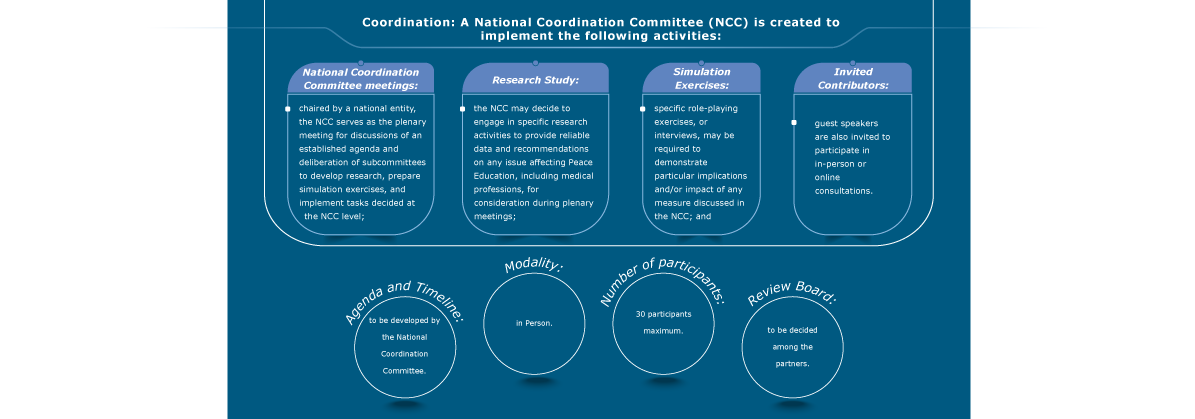 Coordination: A National Coordination Committee (NCC) is created to
implement the following activities:
National Coordination
Committee meetings:
chaired by a national entity,
the NCC serves as the plenary
meeting for discussions of an
established agenda and
deliberation of subcommittees
to develop research, prepare
simulation exercises, and
implement tasks decided at
the NCC level;
Research Study:
the NCC may decide to
engage in specific research
activities to provide reliable
data and recommendations
on any issue affecting Peace
Education, including medical
professions, for
consideration during plenary
meetings;
Simulation
Exercises:
specific role-playing
exercises, or
interviews, may be
required to
demonstrate
particular implications
and/or impact of any
measure discussed in
the NCC; and
Invited
Contributors:
guest speakers
are also invited to
participate in
in-person or
online
consultations.
Agenda and Timeline:
to be developed by
the National
Coordination
Committee.
Modality:
in Person.
Number of participants:
30 participants
maximum.
Review Board:
to be decided
among the
partners.